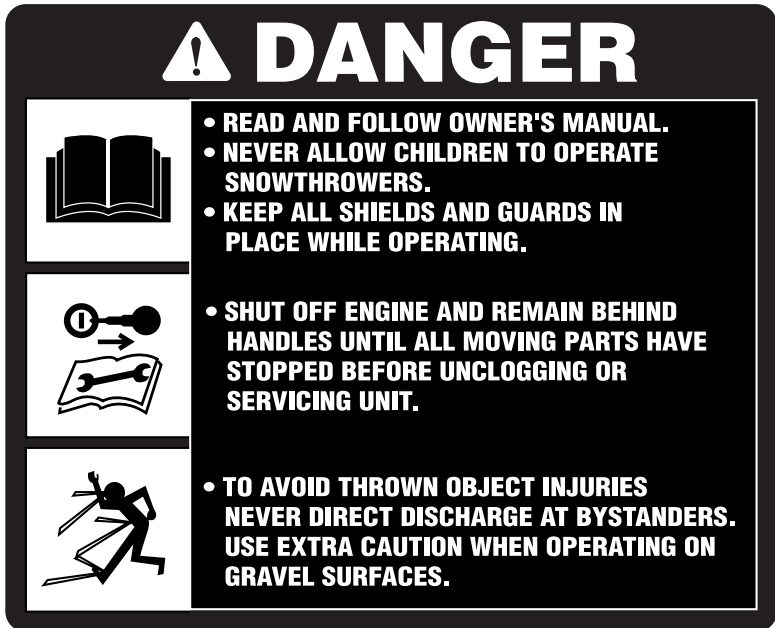 DANGER
• READ AND FOLLOW OWNER'S MANUAL.
• NEVER ALLOW CHILDREN TO OPERATE
SNOWTHROWERS.
• KEEP ALL SHIELDS AND GUARDS IN
PLACE WHILE OPERATING.
• SHUT OFF ENGINE AND REMAIN BEHIND
HANDLES UNTIL ALL MOVING PARTS HAVE
STOPPED BEFORE UNCLOGGING OR
SERVICING UNIT.
• TO AVOID THROWN OBJECT INJURIES
NEVER DIRECT DISCHARGE AT BYSTANDERS.
USE EXTRA CAUTION WHEN OPERATING ON
GRAVEL SURFACES.